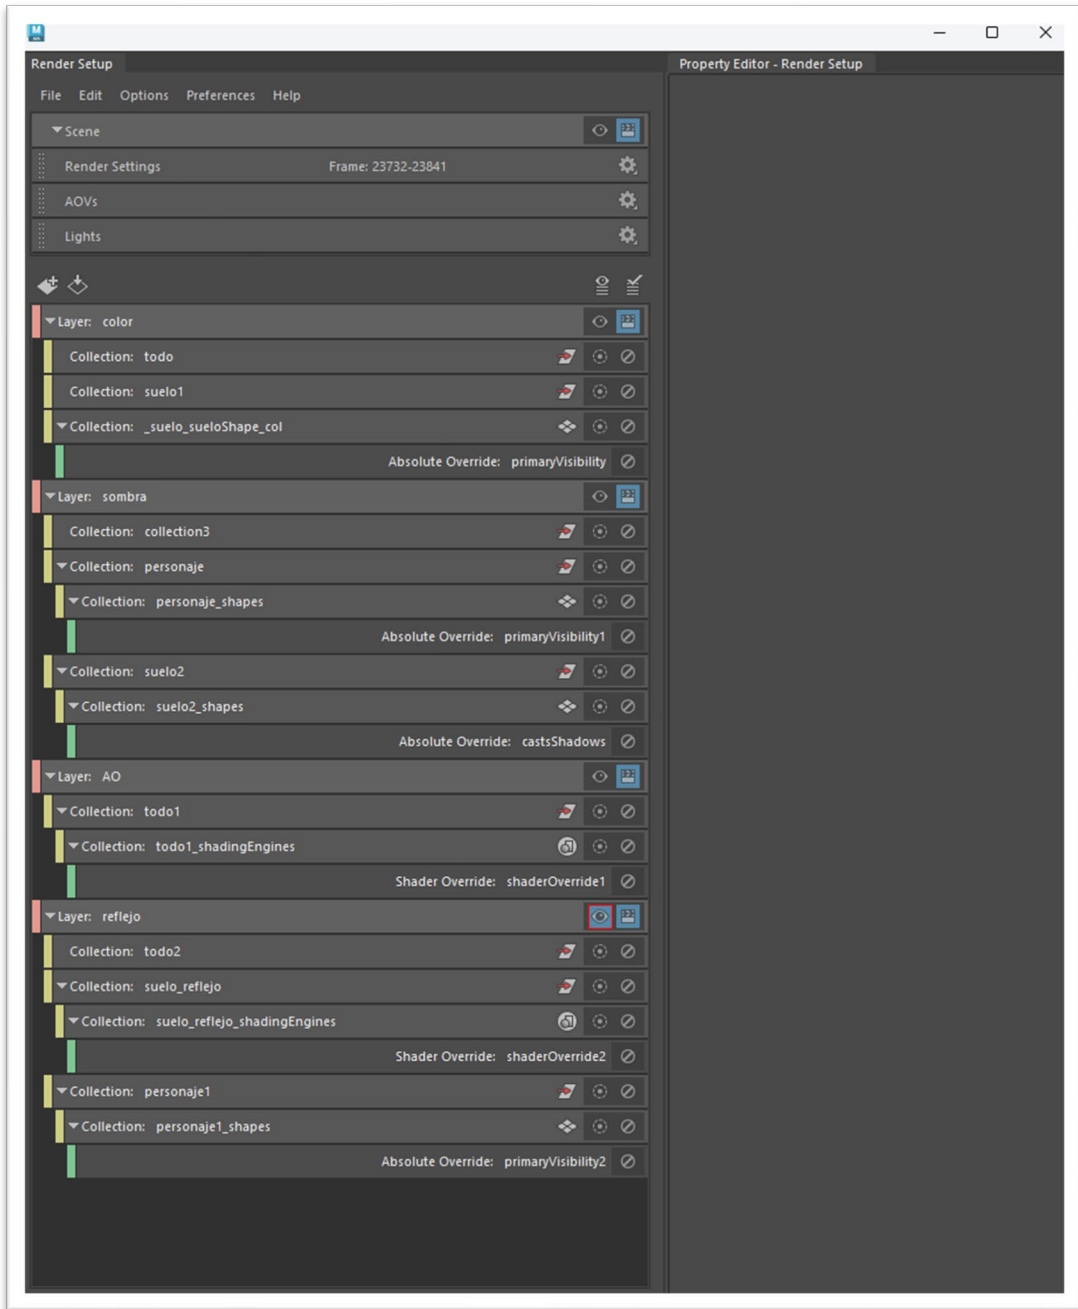 M
Render Setup
Property Editor - Render Setup
File Edit Options Preferences Help
Scene
Render Settings Frame: 23732-23841
AOVs
Lights
Layer: color
Collection: todo
Collection: suelo1
Collection: _suelo_sueloShape_col
Absolute Override: primaryVisibility
Layer: sombra
Collection: collection3
Collection: personaje
Collection: personaje_shapes
Absolute Override: primaryVisibility1
Collection: suelo2
Collection: suelo2_shapes
Absolute Override: castsShadows
Layer: AO
Collection: todo1
Collection: todo1_shadingEngines
Shader Override: shaderOverride1
Layer: reflejo
Collection: todo2
Collection: suelo_reflejo
Collection: suelo_reflejo_shadingEngines
Shader Override: shaderOverride2
Collection: personaje1
Collection: personaje1_shapes
Absolute Override: primaryVisibility2